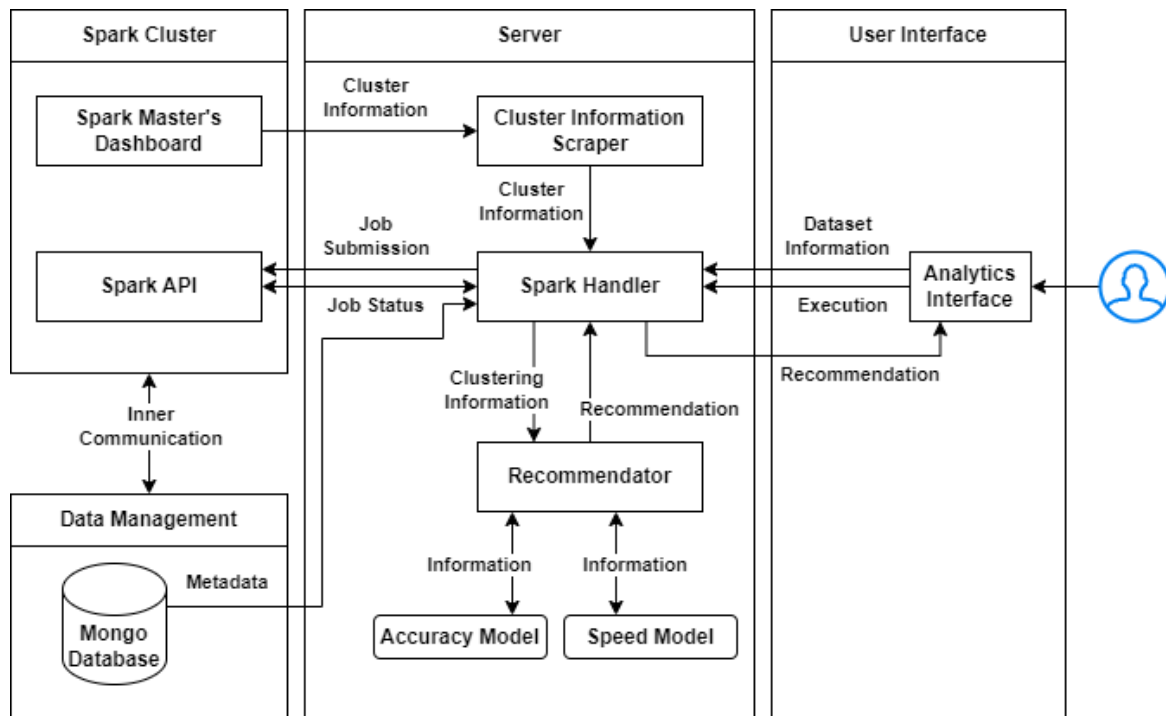 Spark Cluster
Server
User Interface
Spark Master's
Dashboard
Cluster
Information
Cluster Information
Scraper
Cluster
Information
Job
Submission
Dataset
Information
Spark API
Spark Handler
Analytics
Interface
Job Status
Execution
Clustering
Information
Recommendation
Recommendation
Inner
Communication
Recommendator
Data Management
Metadata
Information
Information
Mongo
Database
Accuracy Model
Speed Model